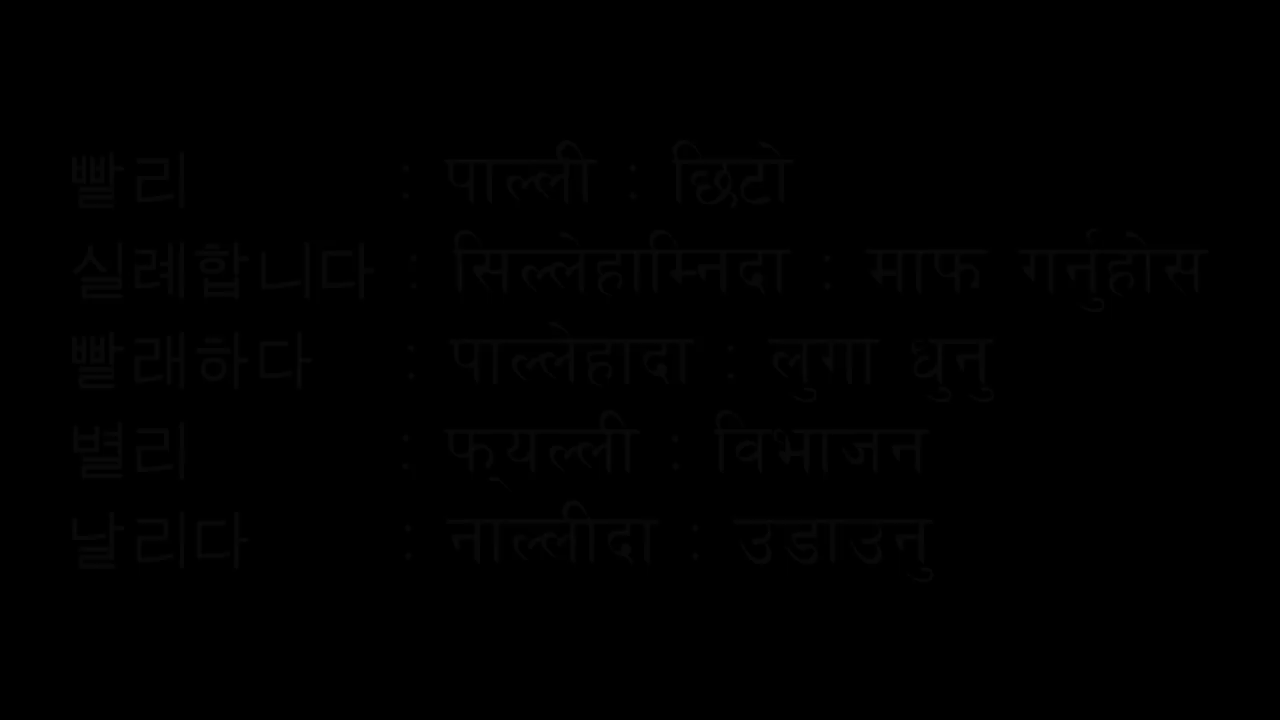 빨리 : पाल्ली : छिटो
실례합니다 : सिल्लेहाम्निदा : माफ गर्नुहोस
빨래하다 : पाल्लेहादा : लुगा धुनु
별리 : फ्यल्ली : विभाजन
날리다 : नाल्लीदा : उडाउनु